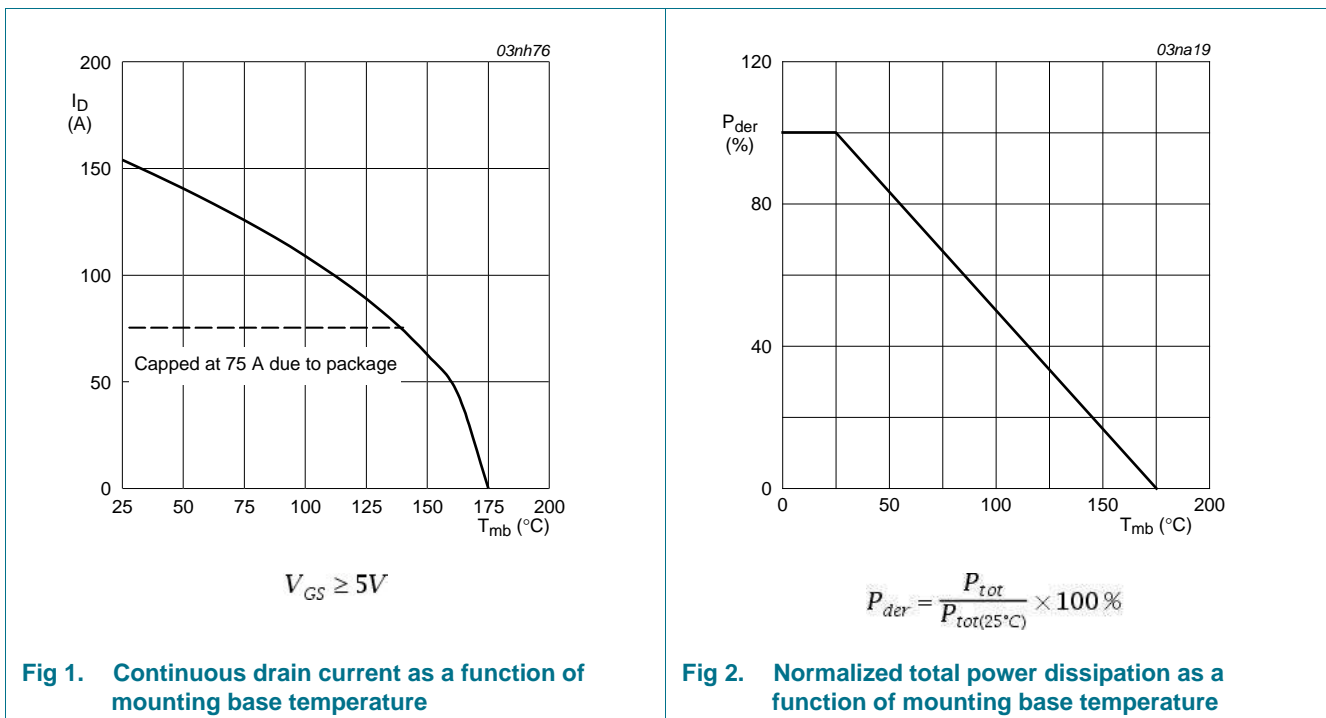 03nh76
200
I_D
(A)
150
100
Capped at 75 A due to package
50
0
25 50 75 100 125 150 175 200
T_mb (°C)
V_GS ≥ 5V
Fig 1. Continuous drain current as a function of
mounting base temperature
03na19
120
P_der
(%)
80
40
0
0 50 100 150 200
T_mb (°C)
P_der = P_tot / P_tot(25°C) × 100 %
Fig 2. Normalized total power dissipation as a
function of mounting base temperature